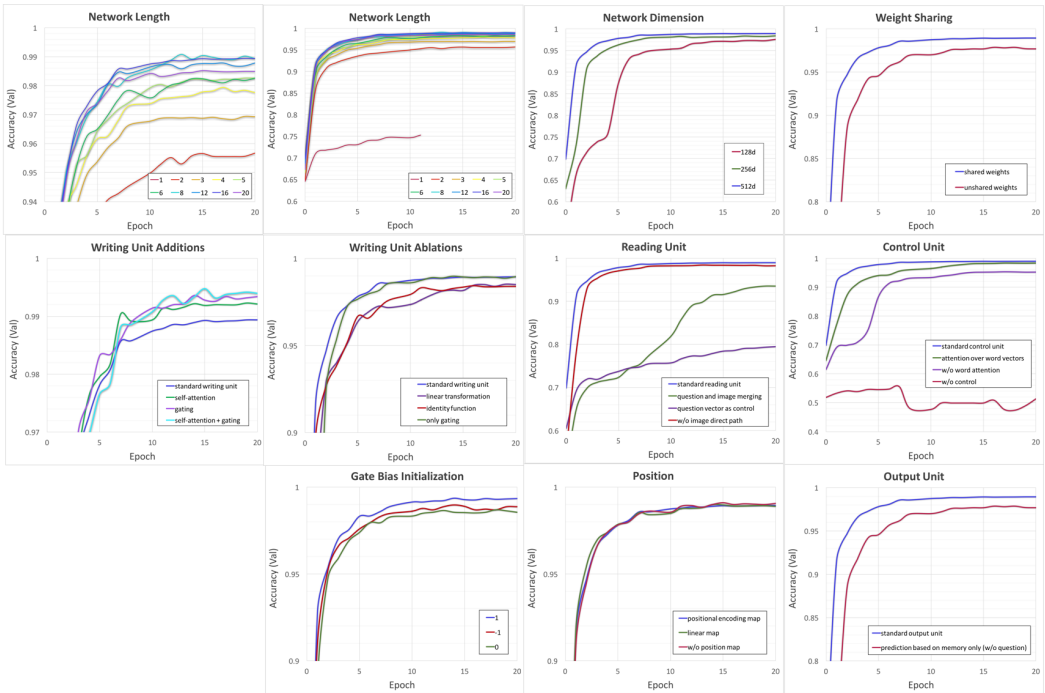 Network Length
Accuracy (Val)
1
0.99
0.98
0.97
0.96
0.95
0.94
5 10 15 20
Epoch
1 2 3 4 5
6 8 12 16 20
Network Length
Accuracy (Val)
1
0.95
0.9
0.85
0.8
0.75
0.7
0.65
0.6
0 5 10 15 20
Epoch
1 2 3 4 5
6 8 12 16 20
Network Dimension
Accuracy (Val)
1
0.95
0.9
0.85
0.8
0.75
0.7
0.65
0.6
0 5 10 15 20
Epoch
128d
256d
512d
Weight Sharing
Accuracy (Val)
1
0.95
0.9
0.85
0.8
0 5 10 15 20
Epoch
shared weights
unshared weights
Writing Unit Additions
Accuracy (Val)
1
0.99
0.98
0.97
0 5 10 15 20
Epoch
standard writing unit
self-attention
gating
self-attention + gating
Writing Unit Ablations
Accuracy (Val)
1
0.95
0.9
0 5 10 15 20
Epoch
standard writing unit
linear transformation
identity function
only gating
Reading Unit
Accuracy (Val)
1
0.9
0.8
0.7
0.6
0 5 10 15 20
Epoch
standard reading unit
question and image merging
question vector as control
w/o image direct path
Control Unit
Accuracy (Val)
1
0.9
0.8
0.7
0.6
0.5
0.4
0 5 10 15 20
Epoch
standard control unit
attention over word vectors
w/o word attention
w/o control
Gate Bias Initialization
Accuracy (Val)
1
0.95
0.9
0 5 10 15 20
Epoch
1
-1
0
Position
Accuracy (Val)
1
0.95
0.9
0 5 10 15 20
Epoch
positional encoding map
linear map
w/o position map
Output Unit
Accuracy (Val)
1
0.95
0.9
0.85
0.8
0 5 10 15 20
Epoch
standard output unit
prediction based on memory only (w/o question)